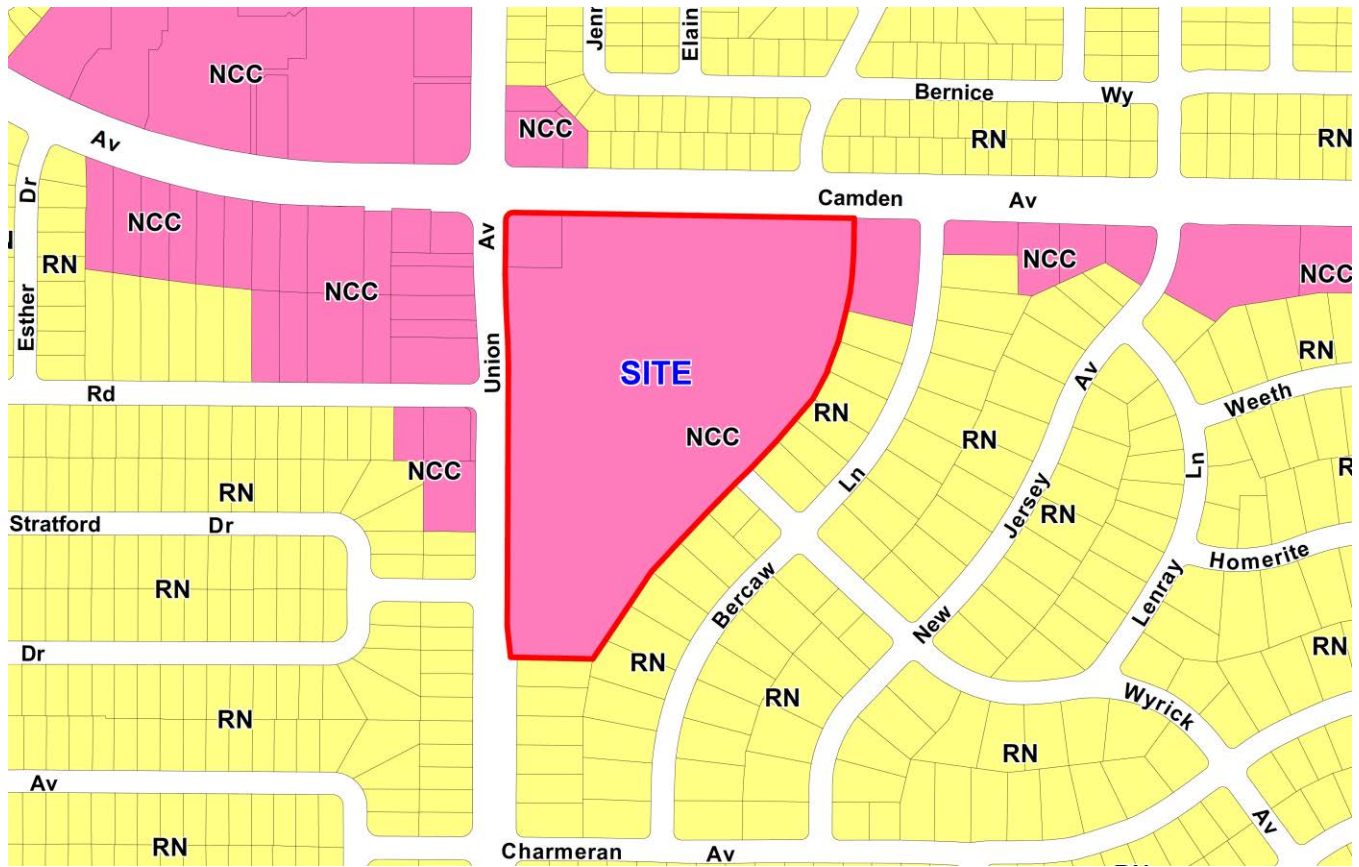 Jenn
Elain
NCC
Bernice Wy
Av
NCC
RN
RN
Dr
NCC
Camden Av
Av
RN
NCC
NCC
NCC
Esther
Union
SITE
RN
Rd
Av
Weeth
NCC
RN
NCC
RN
RN
Ln
Ln
Stratford Dr
Jersey
RN
Homerite
RN
Bercaw
Lenray
New
Dr
RN
RN
RN
RN
Wyrick
RN
RN
Av
Av
RN
Charmeran Av